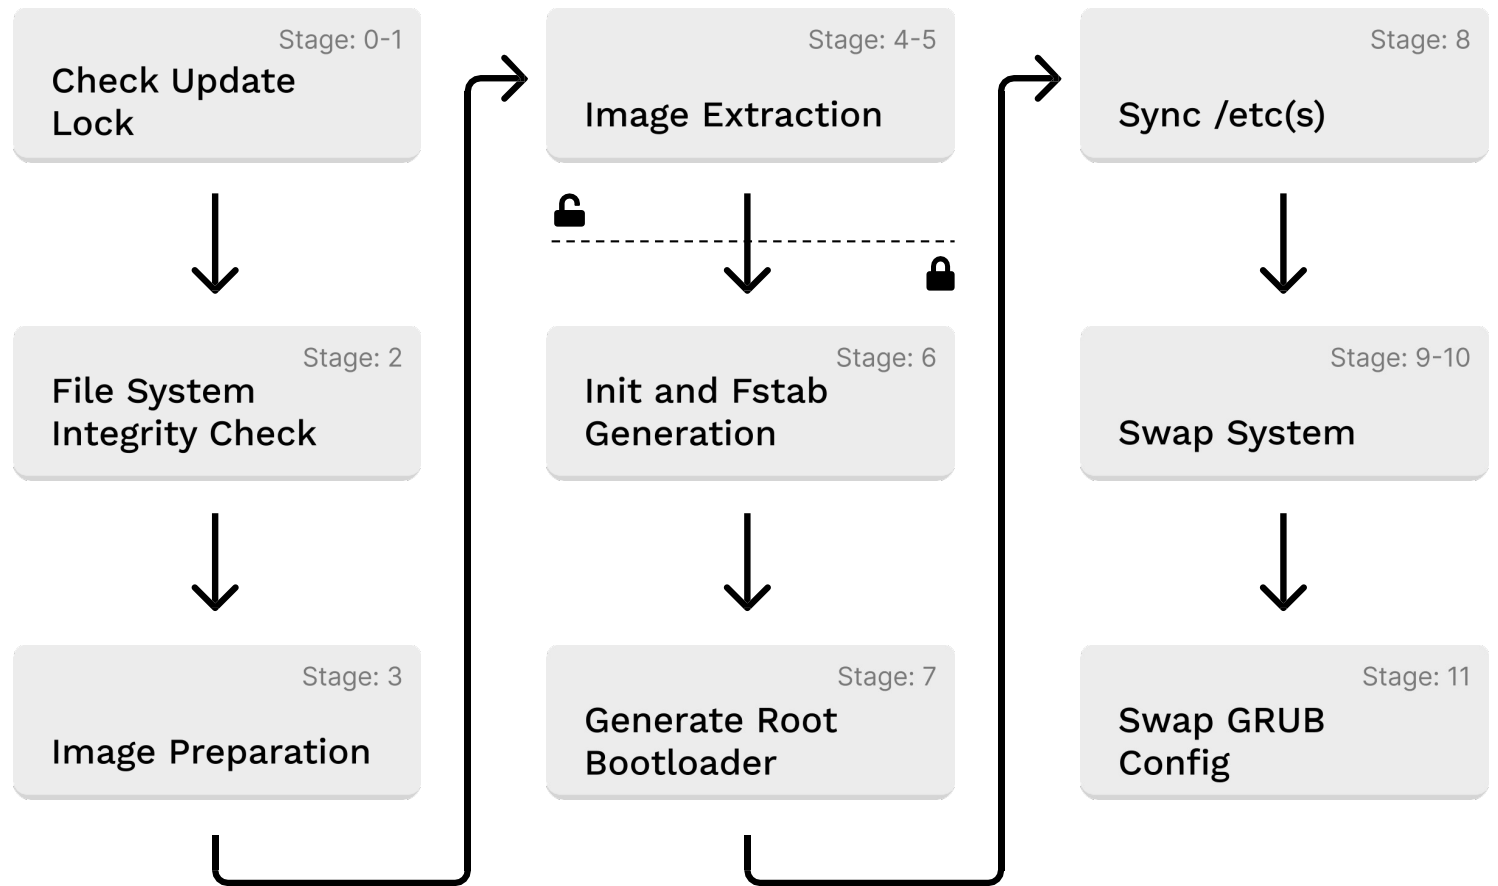 Stage: 0-1
Check Update
Lock
Stage: 2
File System
Integrity Check
Stage: 3
Image Preparation
Stage: 4-5
Image Extraction
Stage: 6
Init and Fstab
Generation
Stage: 7
Generate Root
Bootloader
Stage: 8
Sync /etc(s)
Stage: 9-10
Swap System
Stage: 11
Swap GRUB
Config